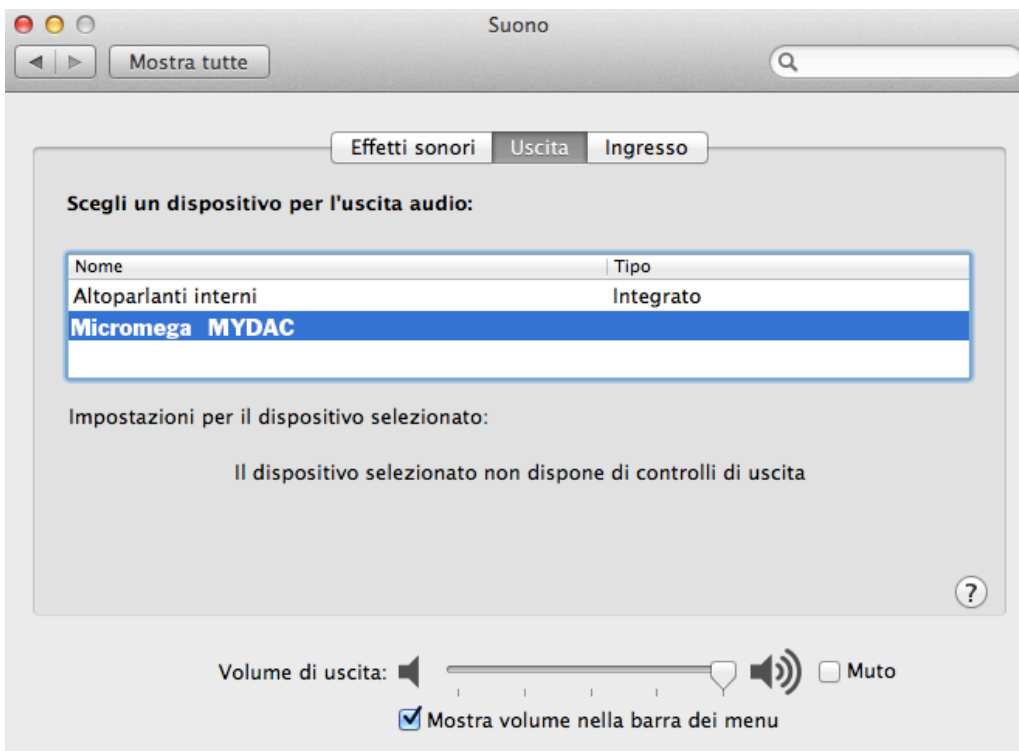 Suono
Mostra tutte
Effetti sonori Uscita Ingresso
Scegli un dispositivo per l'uscita audio:
Nome Tipo
Altoparlanti interni Integrato
Micromega MYDAC
Impostazioni per il dispositivo selezionato:
Il dispositivo selezionato non dispone di controlli di uscita
?
Volume di uscita: Muto
Mostra volume nella barra dei menu